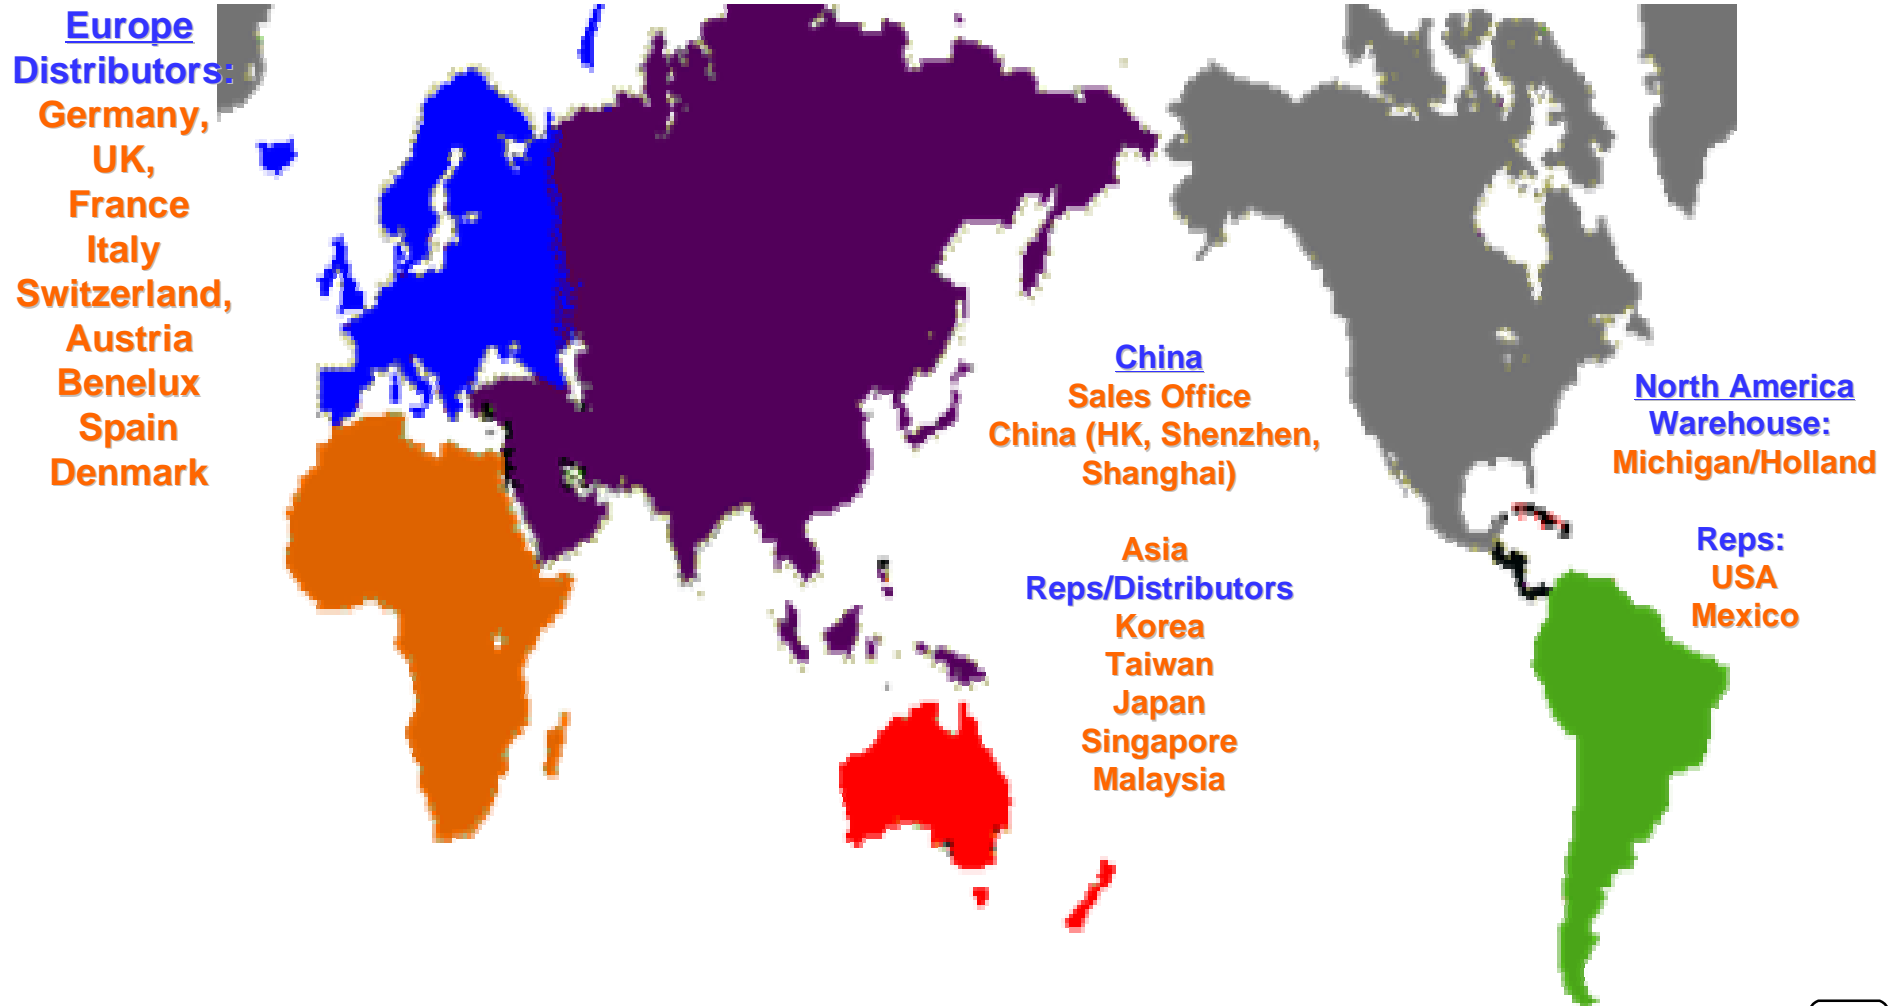 Europe
Distributors:
Germany,
UK,
France
Italy
Switzerland,
Austria
Benelux
Spain
Denmark
China
Sales Office
China (HK, Shenzhen,
Shanghai)
Asia
Reps/Distributors
Korea
Taiwan
Japan
Singapore
Malaysia
North America
Warehouse:
Michigan/Holland
Reps:
USA
Mexico